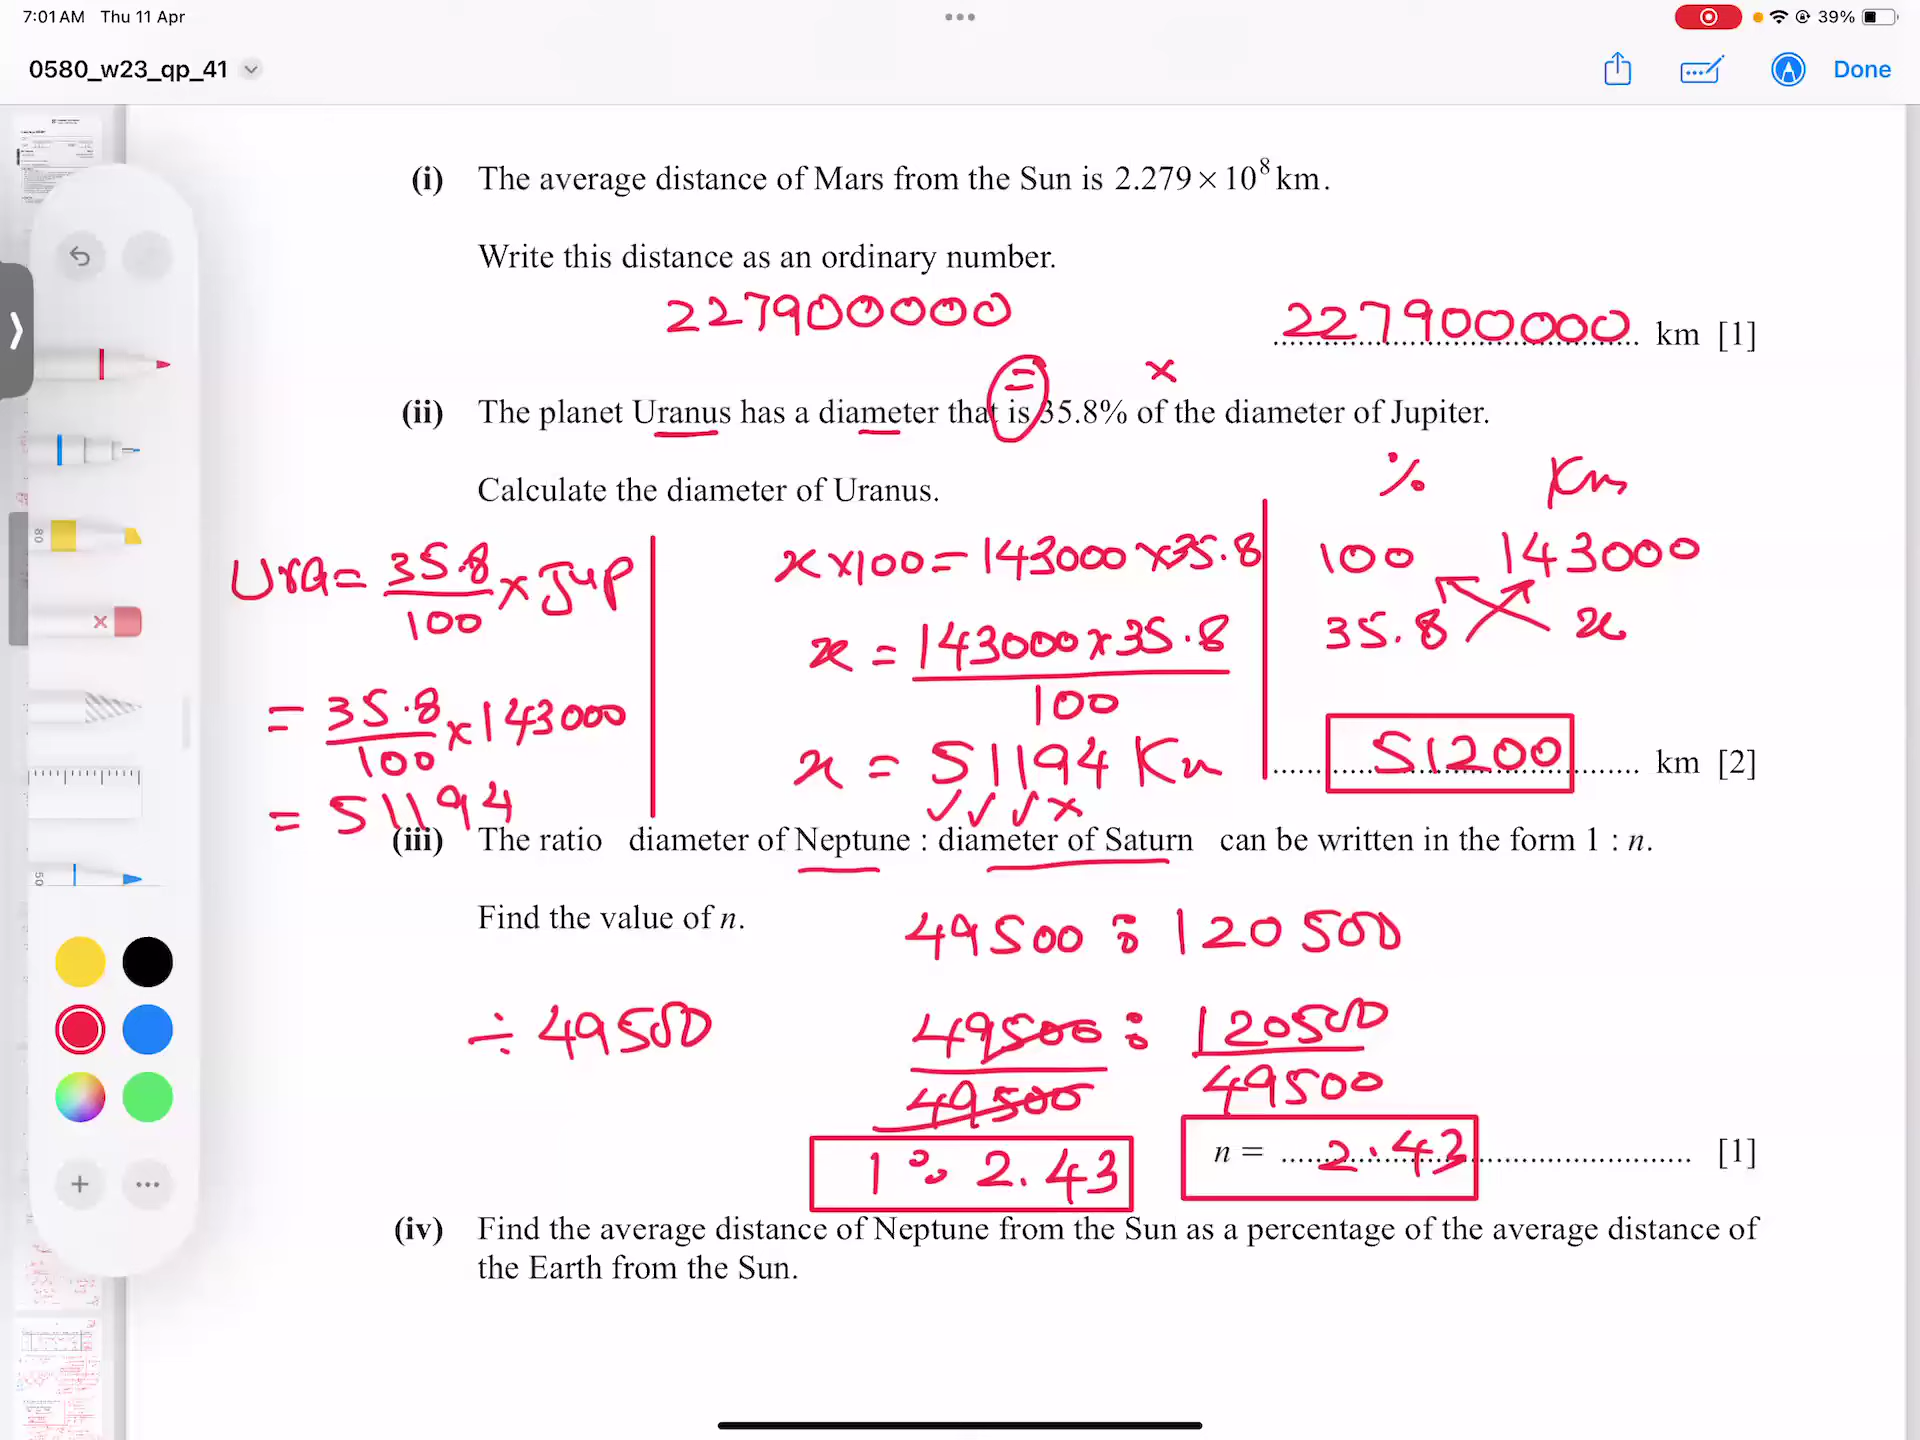 7:01 AM Thu 11 Apr
39%
0580_w23_qp_41
Done
(i) The average distance of Mars from the Sun is 2.279 × 10⁸ km.
Write this distance as an ordinary number.
227900000
227900000 km [1]
= ×
(ii) The planet Uranus has a diameter that is 35.8% of the diameter of Jupiter.
Calculate the diameter of Uranus.
% Km
Ura = 35.8/100 × Jup
= 35.8/100 × 143000
= 51194
x × 100 = 143000 × 35.8
x = 143000 × 35.8 / 100
x = 51194 Km
✓ ✓ ✓ ×
100 143000
35.8 x
51200 km [2]
(iii) The ratio diameter of Neptune : diameter of Saturn can be written in the form 1 : n.
Find the value of n.
49500 : 120500
÷ 49500
49500/49500 : 120500/49500
1 : 2.43
n = 2.43 [1]
(iv) Find the average distance of Neptune from the Sun as a percentage of the average distance of
the Earth from the Sun.
80
50